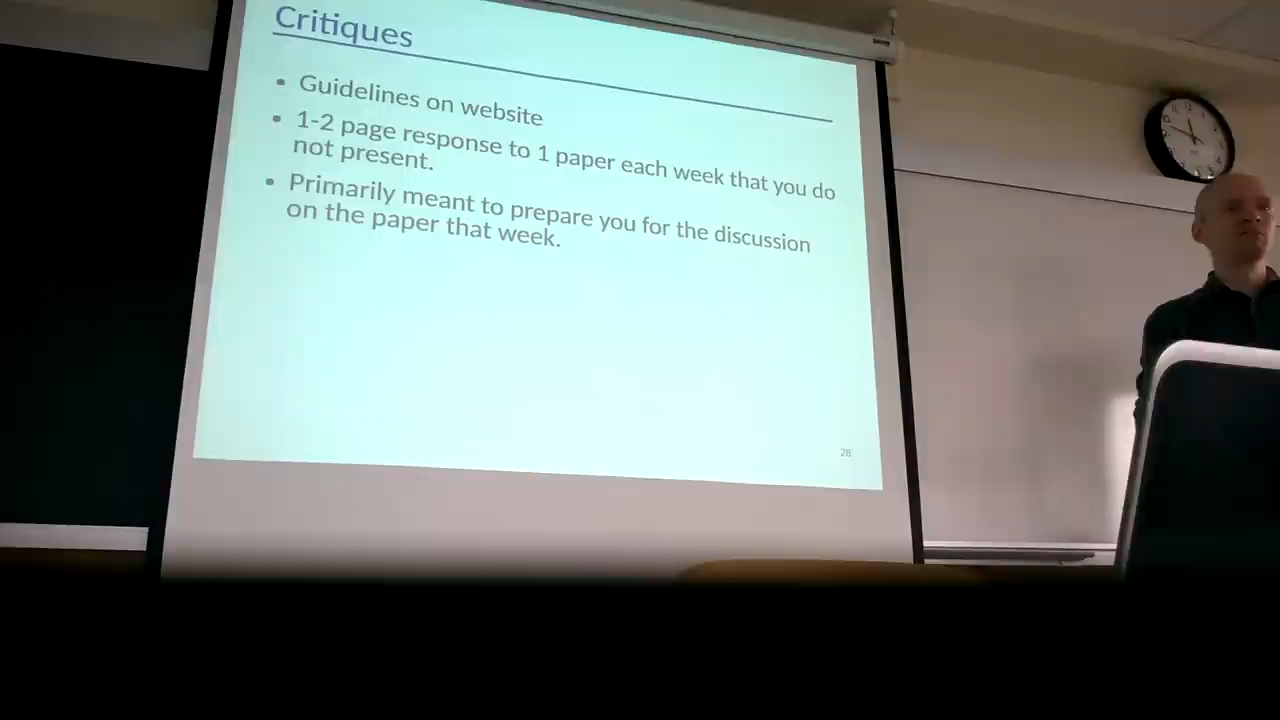 Critiques
• Guidelines on website
• 1-2 page response to 1 paper each week that you do
not present.
• Primarily meant to prepare you for the discussion
on the paper that week.
28